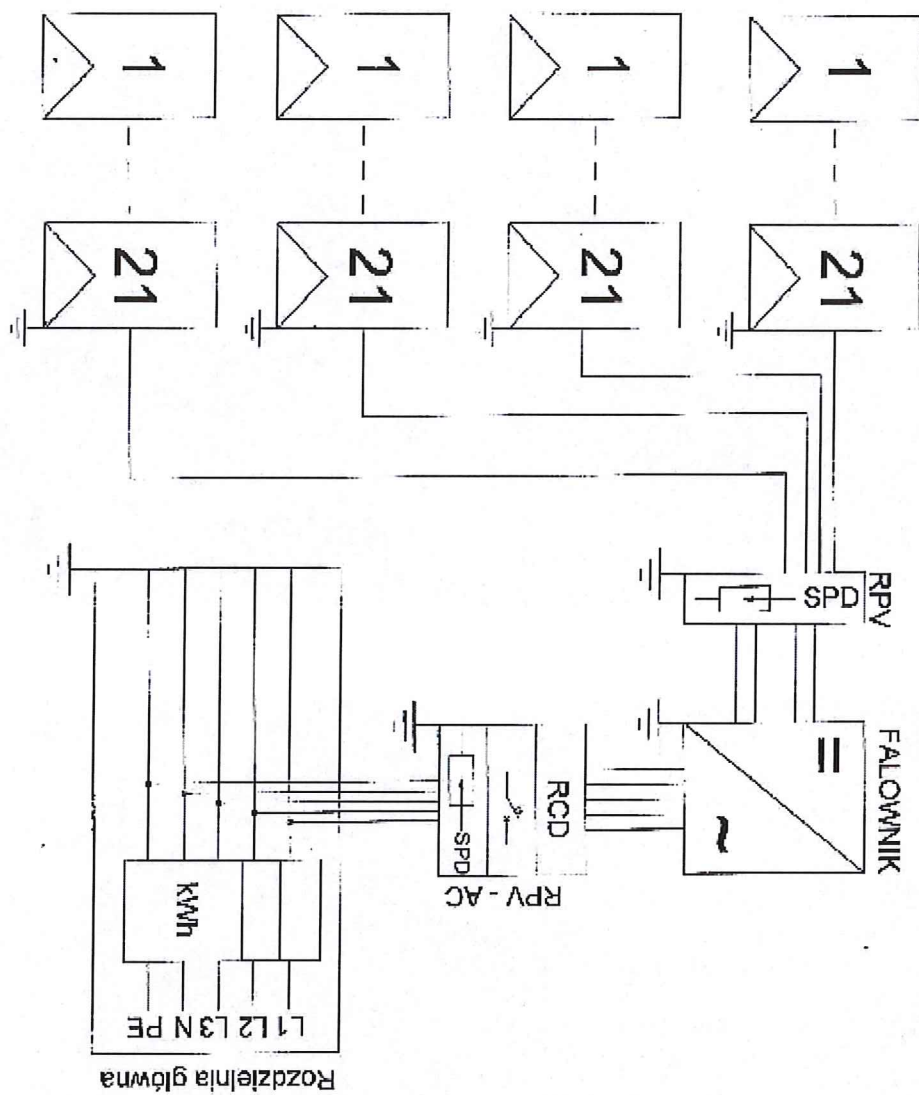 1 1 1 1
21 21 21 21
RPV
SPD
FALOWNIK
=
~
RCD
SPD
RPV - AC
kWh
L1 L2 L3 N PE
Rozdzielnia główna